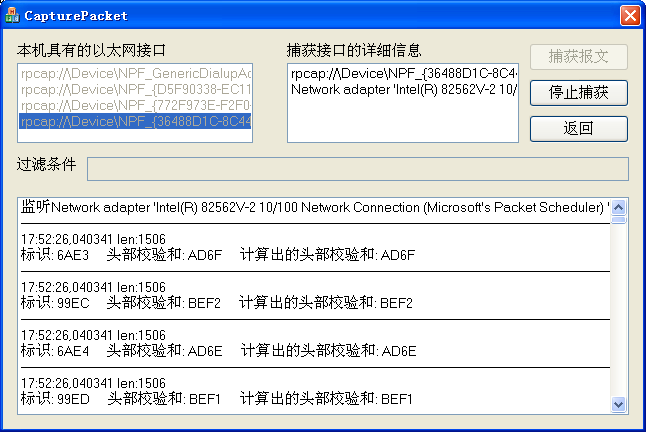 CapturePacket
本机具有的以太网接口
捕获接口的详细信息
rpcap://\Device\NPF_GenericDialupAd
rpcap://\Device\NPF_{D5F90338-EC11
rpcap://\Device\NPF_{772F973E-F2F0-
rpcap://\Device\NPF_{36488D1C-8C44
rpcap://\Device\NPF_{36488D1C-8C4
Network adapter 'Intel(R) 82562V-2 10/
捕获报文
停止捕获
返回
过滤条件
监听Network adapter 'Intel(R) 82562V-2 10/100 Network Connection (Microsoft's Packet Scheduler) '
17:52:26,040341 len:1506
标识: 6AE3 头部校验和: AD6F 计算出的头部校验和: AD6F
17:52:26,040341 len:1506
标识: 99EC 头部校验和: BEF2 计算出的头部校验和: BEF2
17:52:26,040341 len:1506
标识: 6AE4 头部校验和: AD6E 计算出的头部校验和: AD6E
17:52:26,040341 len:1506
标识: 99ED 头部校验和: BEF1 计算出的头部校验和: BEF1